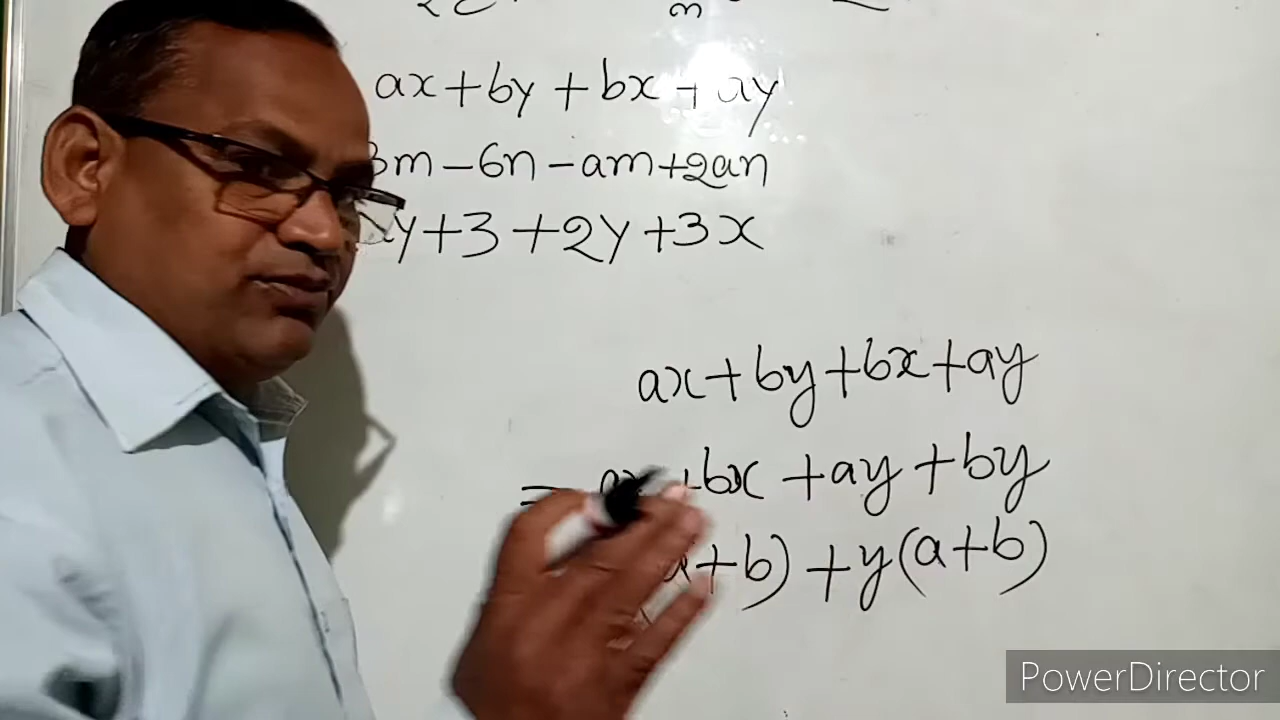 ax+by+bx+ay
3m-6n-am+2an
y+3+2y+3x
ax+by+bx+ay
= +bx+ay+by
+b)+y(a+b)
PowerDirector